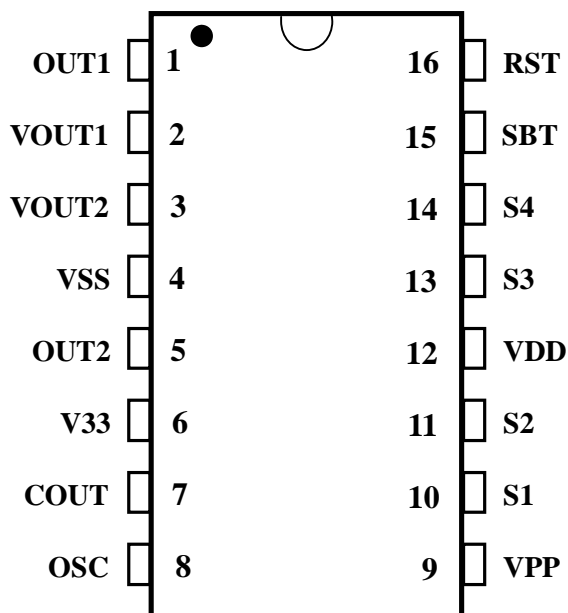 OUT1 1 16 RST
VOUT1 2 15 SBT
VOUT2 3 14 S4
VSS 4 13 S3
OUT2 5 12 VDD
V33 6 11 S2
COUT 7 10 S1
OSC 8 9 VPP